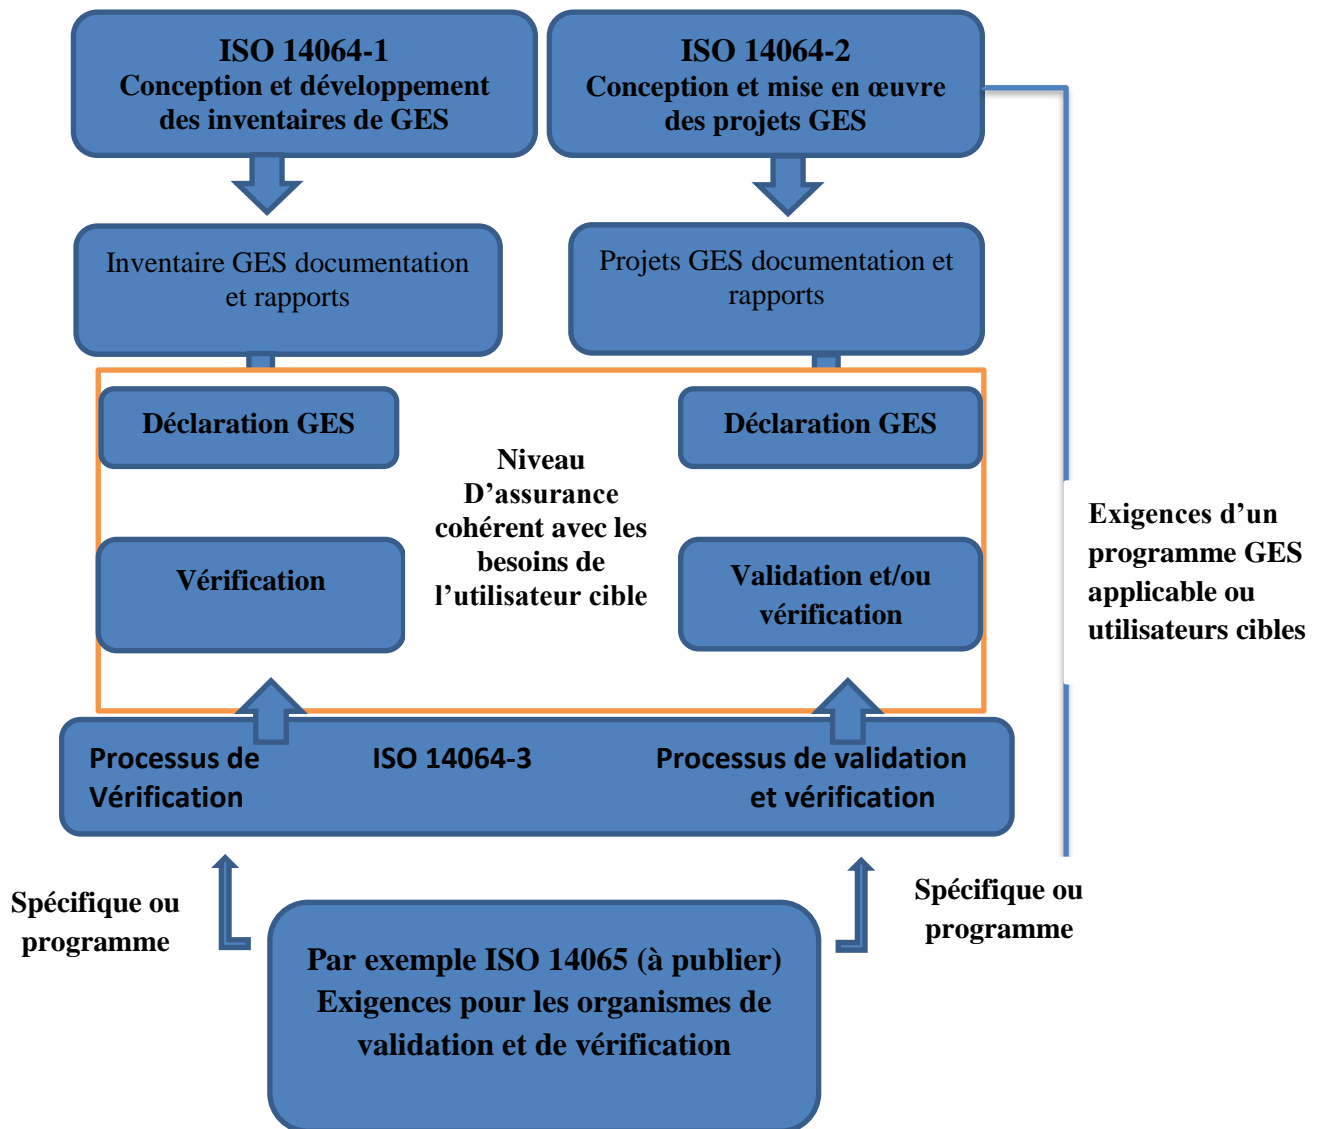 ISO 14064-1
Conception et développement
des inventaires de GES
ISO 14064-2
Conception et mise en œuvre
des projets GES
Inventaire GES documentation
et rapports
Projets GES documentation et
rapports
Déclaration GES
Déclaration GES
Niveau
D’assurance
cohérent avec les
besoins de
l’utilisateur cible
Vérification
Validation et/ou
vérification
Exigences d’un
programme GES
applicable ou
utilisateurs cibles
Processus de
Vérification
ISO 14064-3
Processus de validation
et vérification
Spécifique ou
programme
Spécifique ou
programme
Par exemple ISO 14065 (à publier)
Exigences pour les organismes de
validation et de vérification